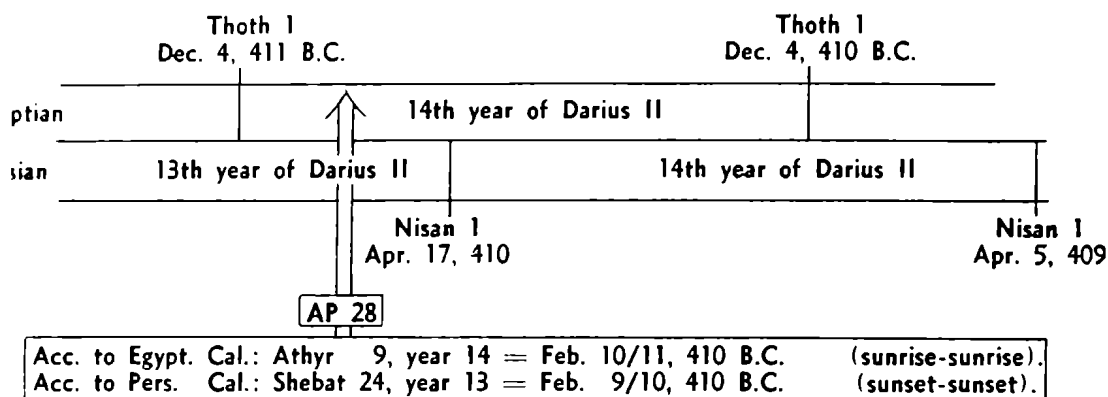 Thoth 1 Thoth 1
Dec. 4, 411 B.C. Dec. 4, 410 B.C.
ptian 14th year of Darius II
sian 13th year of Darius II 14th year of Darius II
Nisan 1 Nisan 1
Apr. 17, 410 Apr. 5, 409
AP 28
Acc. to Egypt. Cal.: Athyr 9, year 14 = Feb. 10/11, 410 B.C. (sunrise-sunrise).
Acc. to Pers. Cal.: Shebat 24, year 13 = Feb. 9/10, 410 B.C. (sunset-sunset).